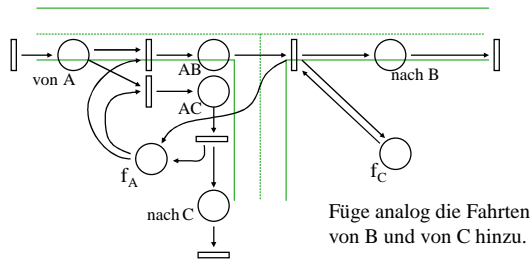 von A
AB
nach B
AC
f_A
f_C
nach C
Füge analog die Fahrten
von B und von C hinzu.